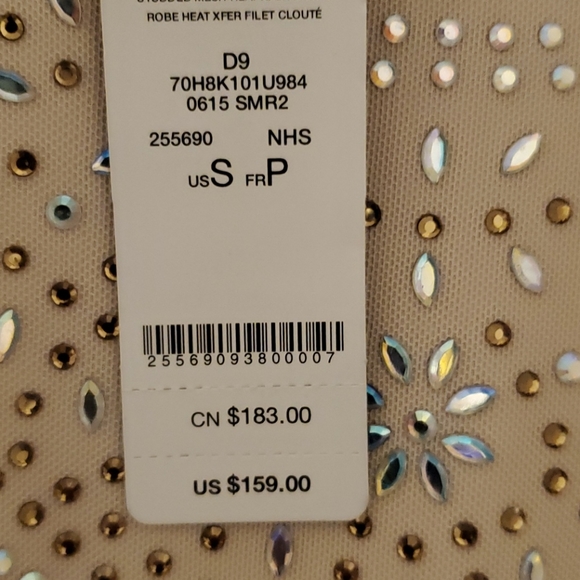 ROBE HEAT XFER FILET CLOUTÉ
D9
70H8K101U984
0615 SMR2
255690 NHS
US S FR P
25569093800007
CN $183.00
US $159.00